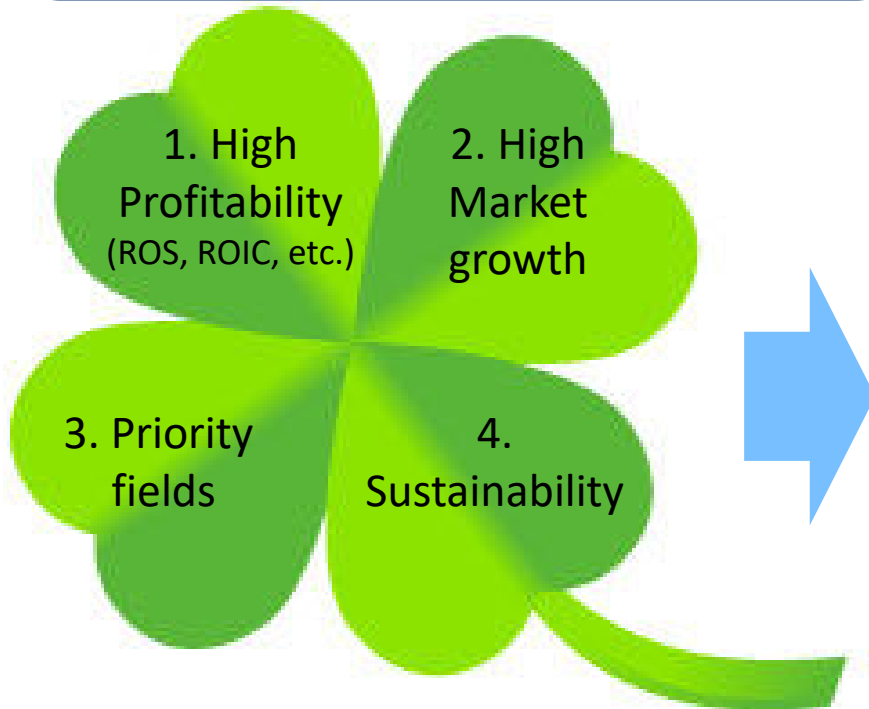 1. High
Profitability
(ROS, ROIC, etc.)
2. High
Market
growth
3. Priority
fields
4.
Sustainability